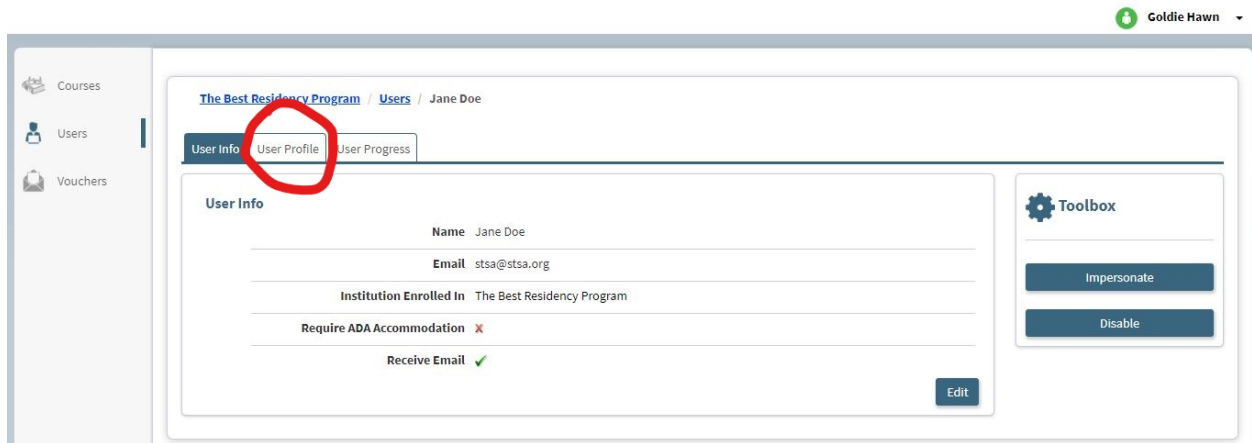 Goldie Hawn
Courses
Users
Vouchers
The Best Residency Program / Users / Jane Doe
User Info User Profile User Progress
User Info
Name Jane Doe
Email stsa@stsa.org
Institution Enrolled In The Best Residency Program
Require ADA Accommodation X
Receive Email ✓
Edit
Toolbox
Impersonate
Disable